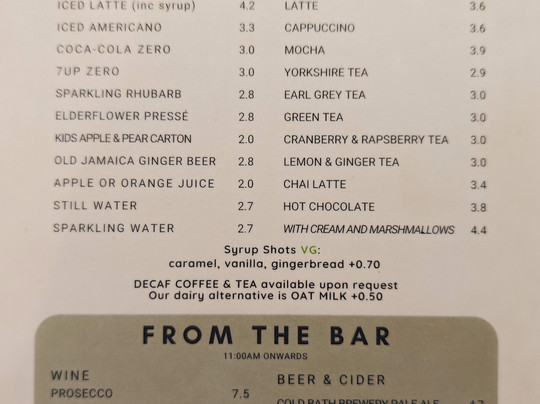 ICED LATTE (inc syrup) 4.2
ICED AMERICANO 3.3
COCA-COLA ZERO 3.0
7UP ZERO 3.0
SPARKLING RHUBARB 2.8
ELDERFLOWER PRESSÉ 2.8
KIDS APPLE & PEAR CARTON 2.0
OLD JAMAICA GINGER BEER 2.8
APPLE OR ORANGE JUICE 2.0
STILL WATER 2.7
SPARKLING WATER 2.7
LATTE 3.6
CAPPUCCINO 3.6
MOCHA 3.9
YORKSHIRE TEA 2.9
EARL GREY TEA 3.0
GREEN TEA 3.0
CRANBERRY & RAPSBERRY TEA 3.0
LEMON & GINGER TEA 3.0
CHAI LATTE 3.4
HOT CHOCOLATE 3.8
WITH CREAM AND MARSHMALLOWS 4.4
Syrup Shots VG:
caramel, vanilla, gingerbread +0.70
DECAF COFFEE & TEA available upon request
Our dairy alternative is OAT MILK +0.50
FROM THE BAR
11:00AM ONWARDS
WINE
PROSECCO 7.5
BEER & CIDER
COLD BATH BREWERY PALE ALE 4.7